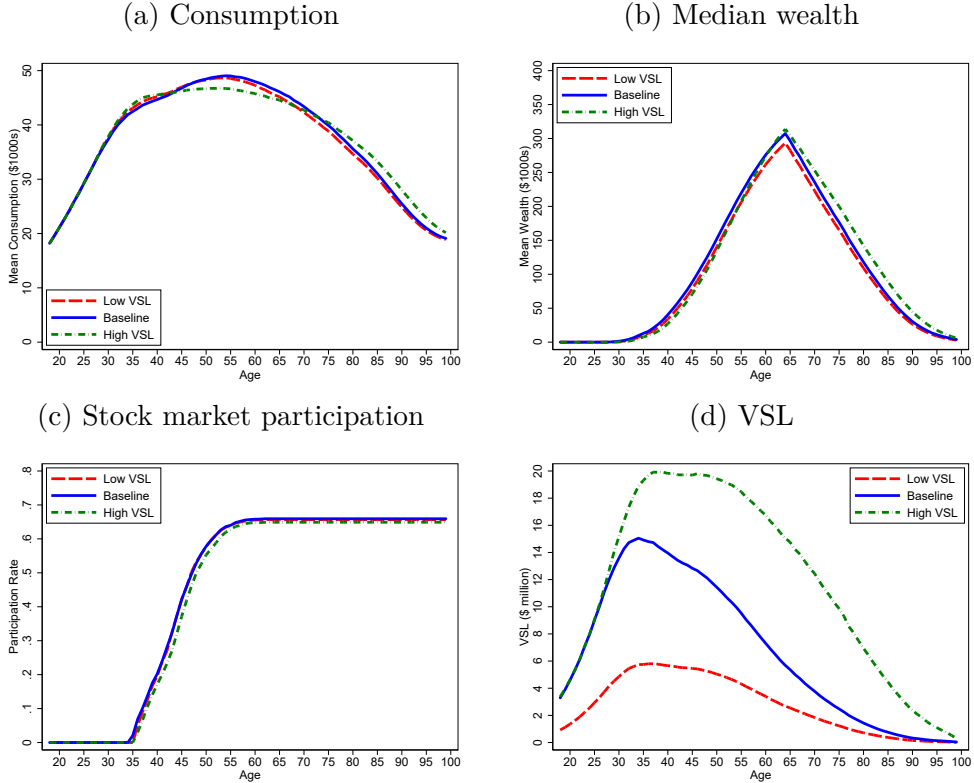 (a) Consumption
Mean Consumption ($1000s)
50
40
30
20
10
0
Low VSL
Baseline
High VSL
20 25 30 35 40 45 50 55 60 65 70 75 80 85 90 95 100
Age
(b) Median wealth
Mean Wealth ($1000s)
400
350
300
250
200
150
100
50
0
Low VSL
Baseline
High VSL
20 25 30 35 40 45 50 55 60 65 70 75 80 85 90 95 100
Age
(c) Stock market participation
Participation Rate
.8
.7
.6
.5
.4
.3
.2
.1
0
Low VSL
Baseline
High VSL
20 25 30 35 40 45 50 55 60 65 70 75 80 85 90 95 100
Age
(d) VSL
VSL ($ million)
20
18
16
14
12
10
8
6
4
2
0
Low VSL
Baseline
High VSL
20 25 30 35 40 45 50 55 60 65 70 75 80 85 90 95 100
Age